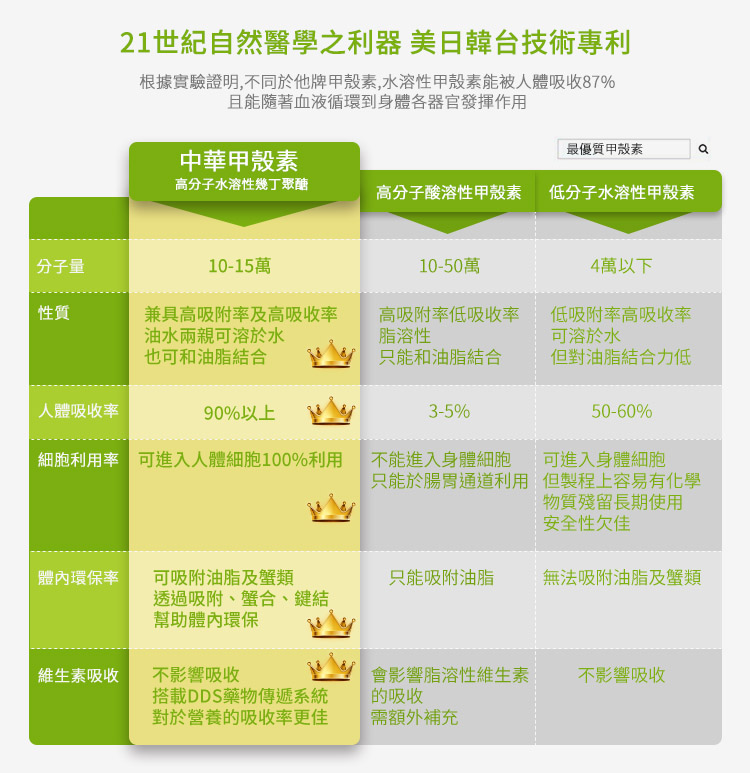 21世紀自然醫學之利器 美日韓台技術專利
根據實驗證明,不同於他牌甲殼素,水溶性甲殼素能被人體吸收87%
且能隨著血液循環到身體各器官發揮作用
最優質甲殼素
中華甲殼素
高分子水溶性幾丁聚醣
高分子酸溶性甲殼素
低分子水溶性甲殼素
分子量
10-15萬
10-50萬
4萬以下
性質
兼具高吸附率及高吸收率
油水兩親可溶於水
也可和油脂結合
高吸附率低吸收率
脂溶性
只能和油脂結合
低吸附率高吸收率
可溶於水
但對油脂結合力低
人體吸收率
90%以上
3-5%
50-60%
細胞利用率
可進入人體細胞100%利用
不能進入身體細胞
只能於腸胃通道利用
可進入身體細胞
但製程上容易有化學
物質殘留長期使用
安全性欠佳
體內環保率
可吸附油脂及蟹類
透過吸附、蟹合、鍵結
幫助體內環保
只能吸附油脂
無法吸附油脂及蟹類
維生素吸收
不影響吸收
搭載DDS藥物傳遞系統
對於營養的吸收率更佳
會影響脂溶性維生素
的吸收
需額外補充
不影響吸收